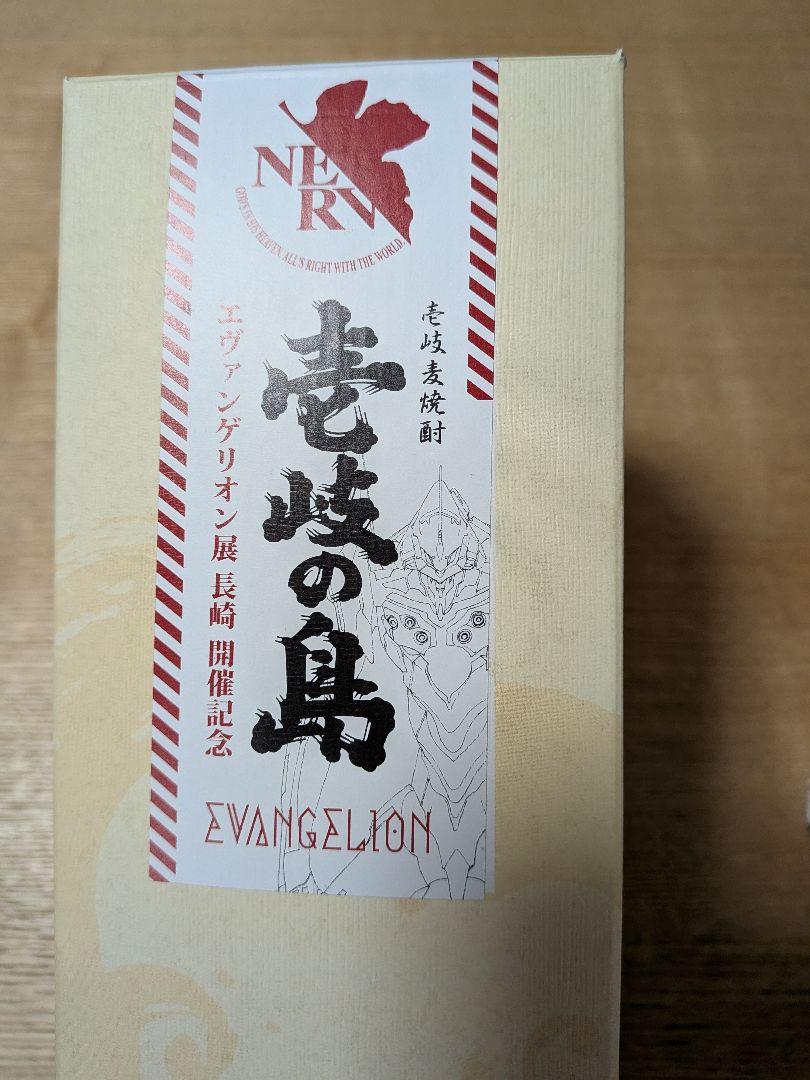 NERV
GOD'S IN HIS HEAVEN. ALL'S RIGHT WITH THE WORLD.
壱岐麦焼酎
壱岐の島
エヴァンゲリオン展 長崎 開催記念
EVANGELION